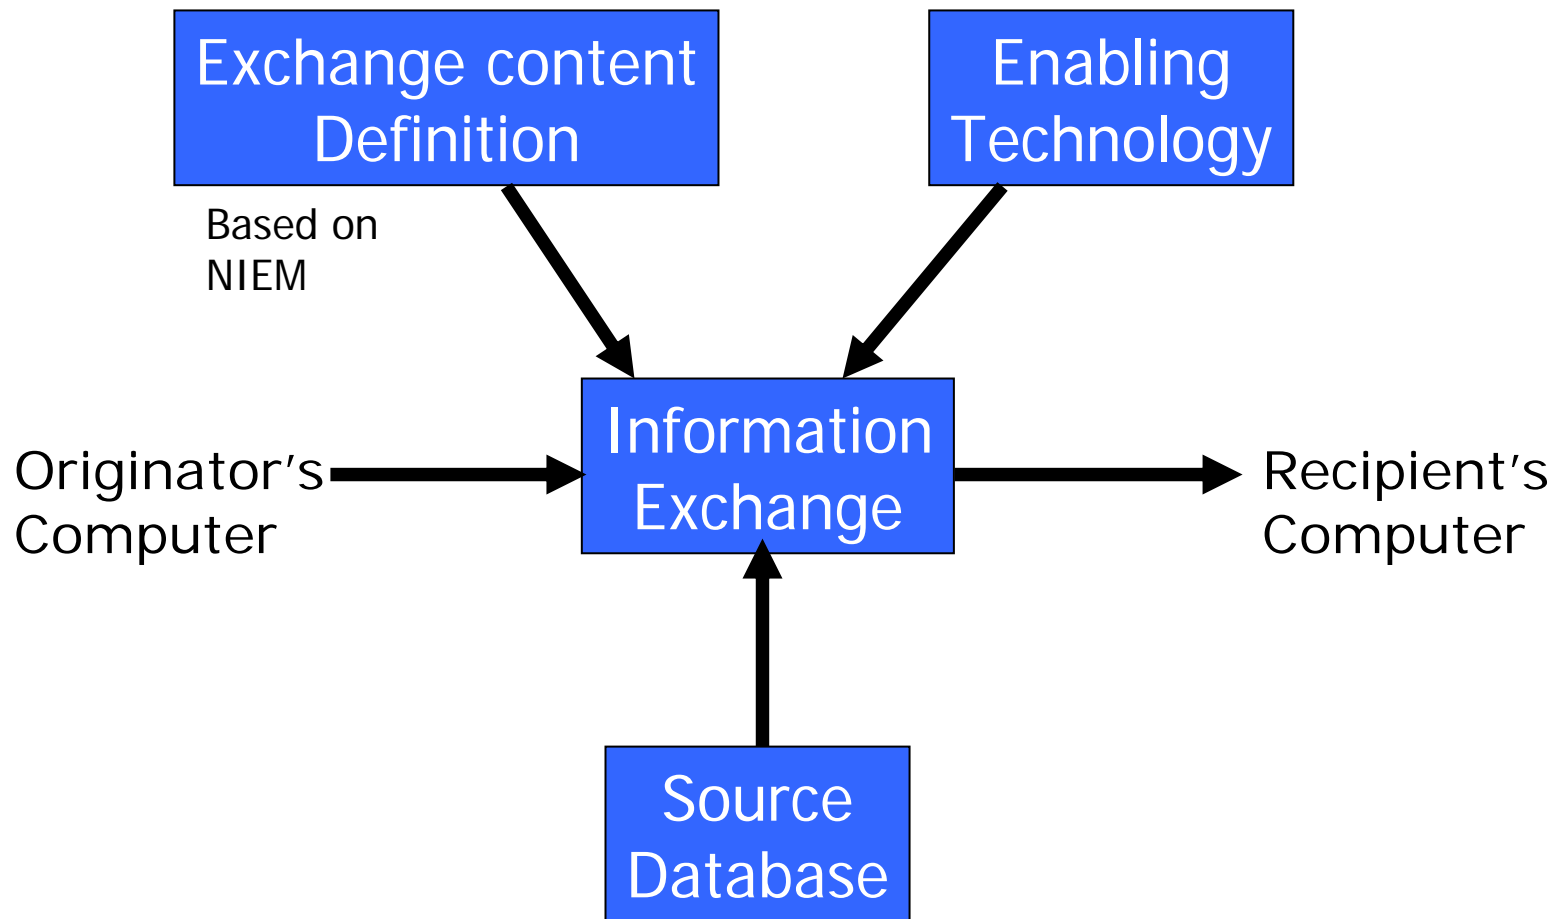 Exchange content
Definition
Enabling
Technology
Based on
NIEM
Originator's
Computer
Information
Exchange
Recipient's
Computer
Source
Database